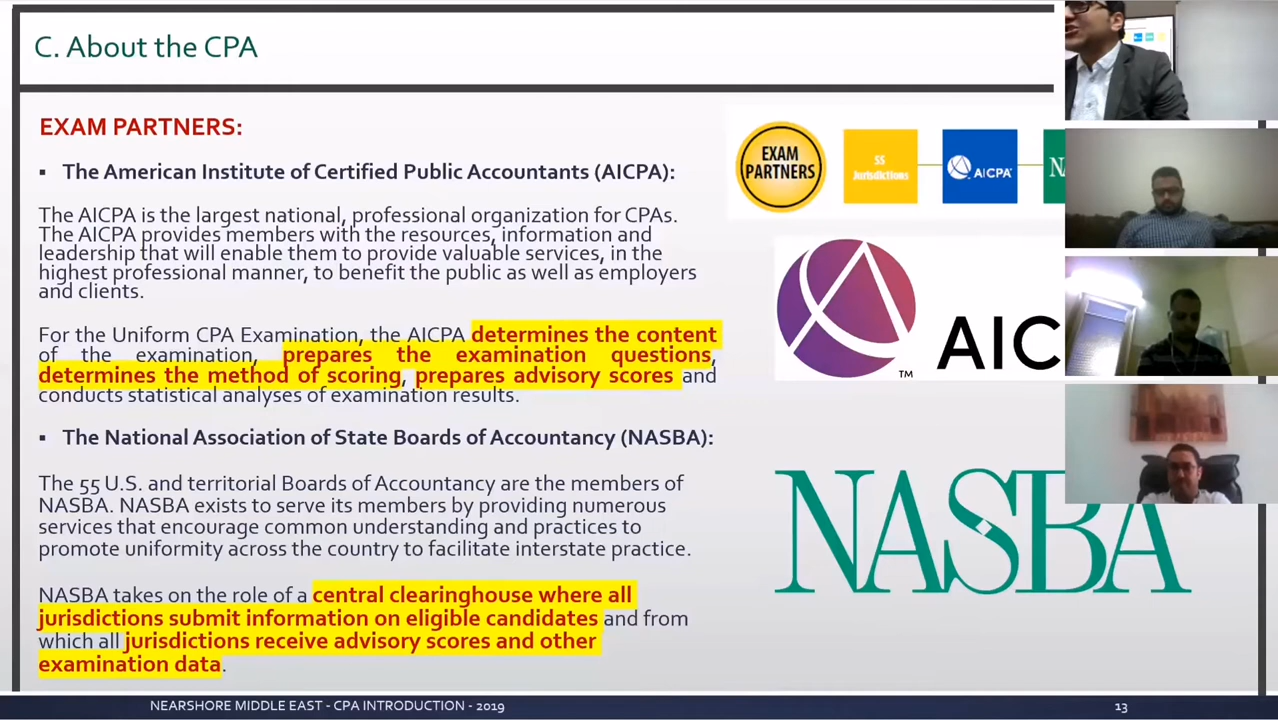 C. About the CPA
EXAM PARTNERS:
▪ The American Institute of Certified Public Accountants (AICPA):
The AICPA is the largest national, professional organization for CPAs.
The AICPA provides members with the resources, information and
leadership that will enable them to provide valuable services, in the
highest professional manner, to benefit the public as well as employers
and clients.
For the Uniform CPA Examination, the AICPA determines the content
of the examination, prepares the examination questions,
determines the method of scoring, prepares advisory scores and
conducts statistical analyses of examination results.
▪ The National Association of State Boards of Accountancy (NASBA):
The 55 U.S. and territorial Boards of Accountancy are the members of
NASBA. NASBA exists to serve its members by providing numerous
services that encourage common understanding and practices to
promote uniformity across the country to facilitate interstate practice.
NASBA takes on the role of a central clearinghouse where all
jurisdictions submit information on eligible candidates and from
which all jurisdictions receive advisory scores and other
examination data.
EXAM
PARTNERS
55
Jurisdictions
AICPA
NA
AIC
TM
NASBA
NEARSHORE MIDDLE EAST - CPA INTRODUCTION - 2019
13